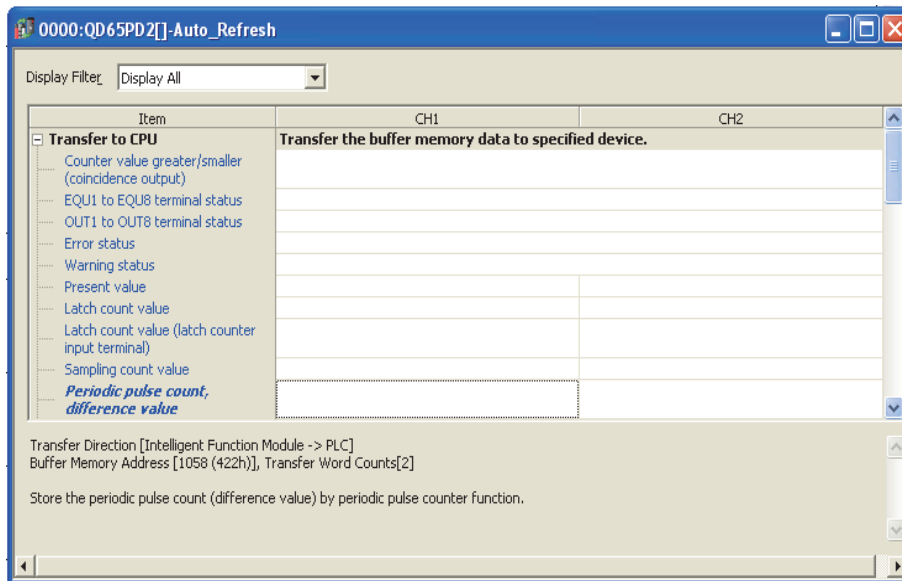 0000:QD65PD2[]-Auto_Refresh
Display Filter Display All
Item CH1 CH2
Transfer to CPU Transfer the buffer memory data to specified device.
Counter value greater/smaller
(coincidence output)
EQU1 to EQU8 terminal status
OUT1 to OUT8 terminal status
Error status
Warning status
Present value
Latch count value
Latch count value (latch counter
input terminal)
Sampling count value
Periodic pulse count,
difference value
Transfer Direction [Intelligent Function Module -> PLC]
Buffer Memory Address [1058 (422h)], Transfer Word Counts[2]
Store the periodic pulse count (difference value) by periodic pulse counter function.